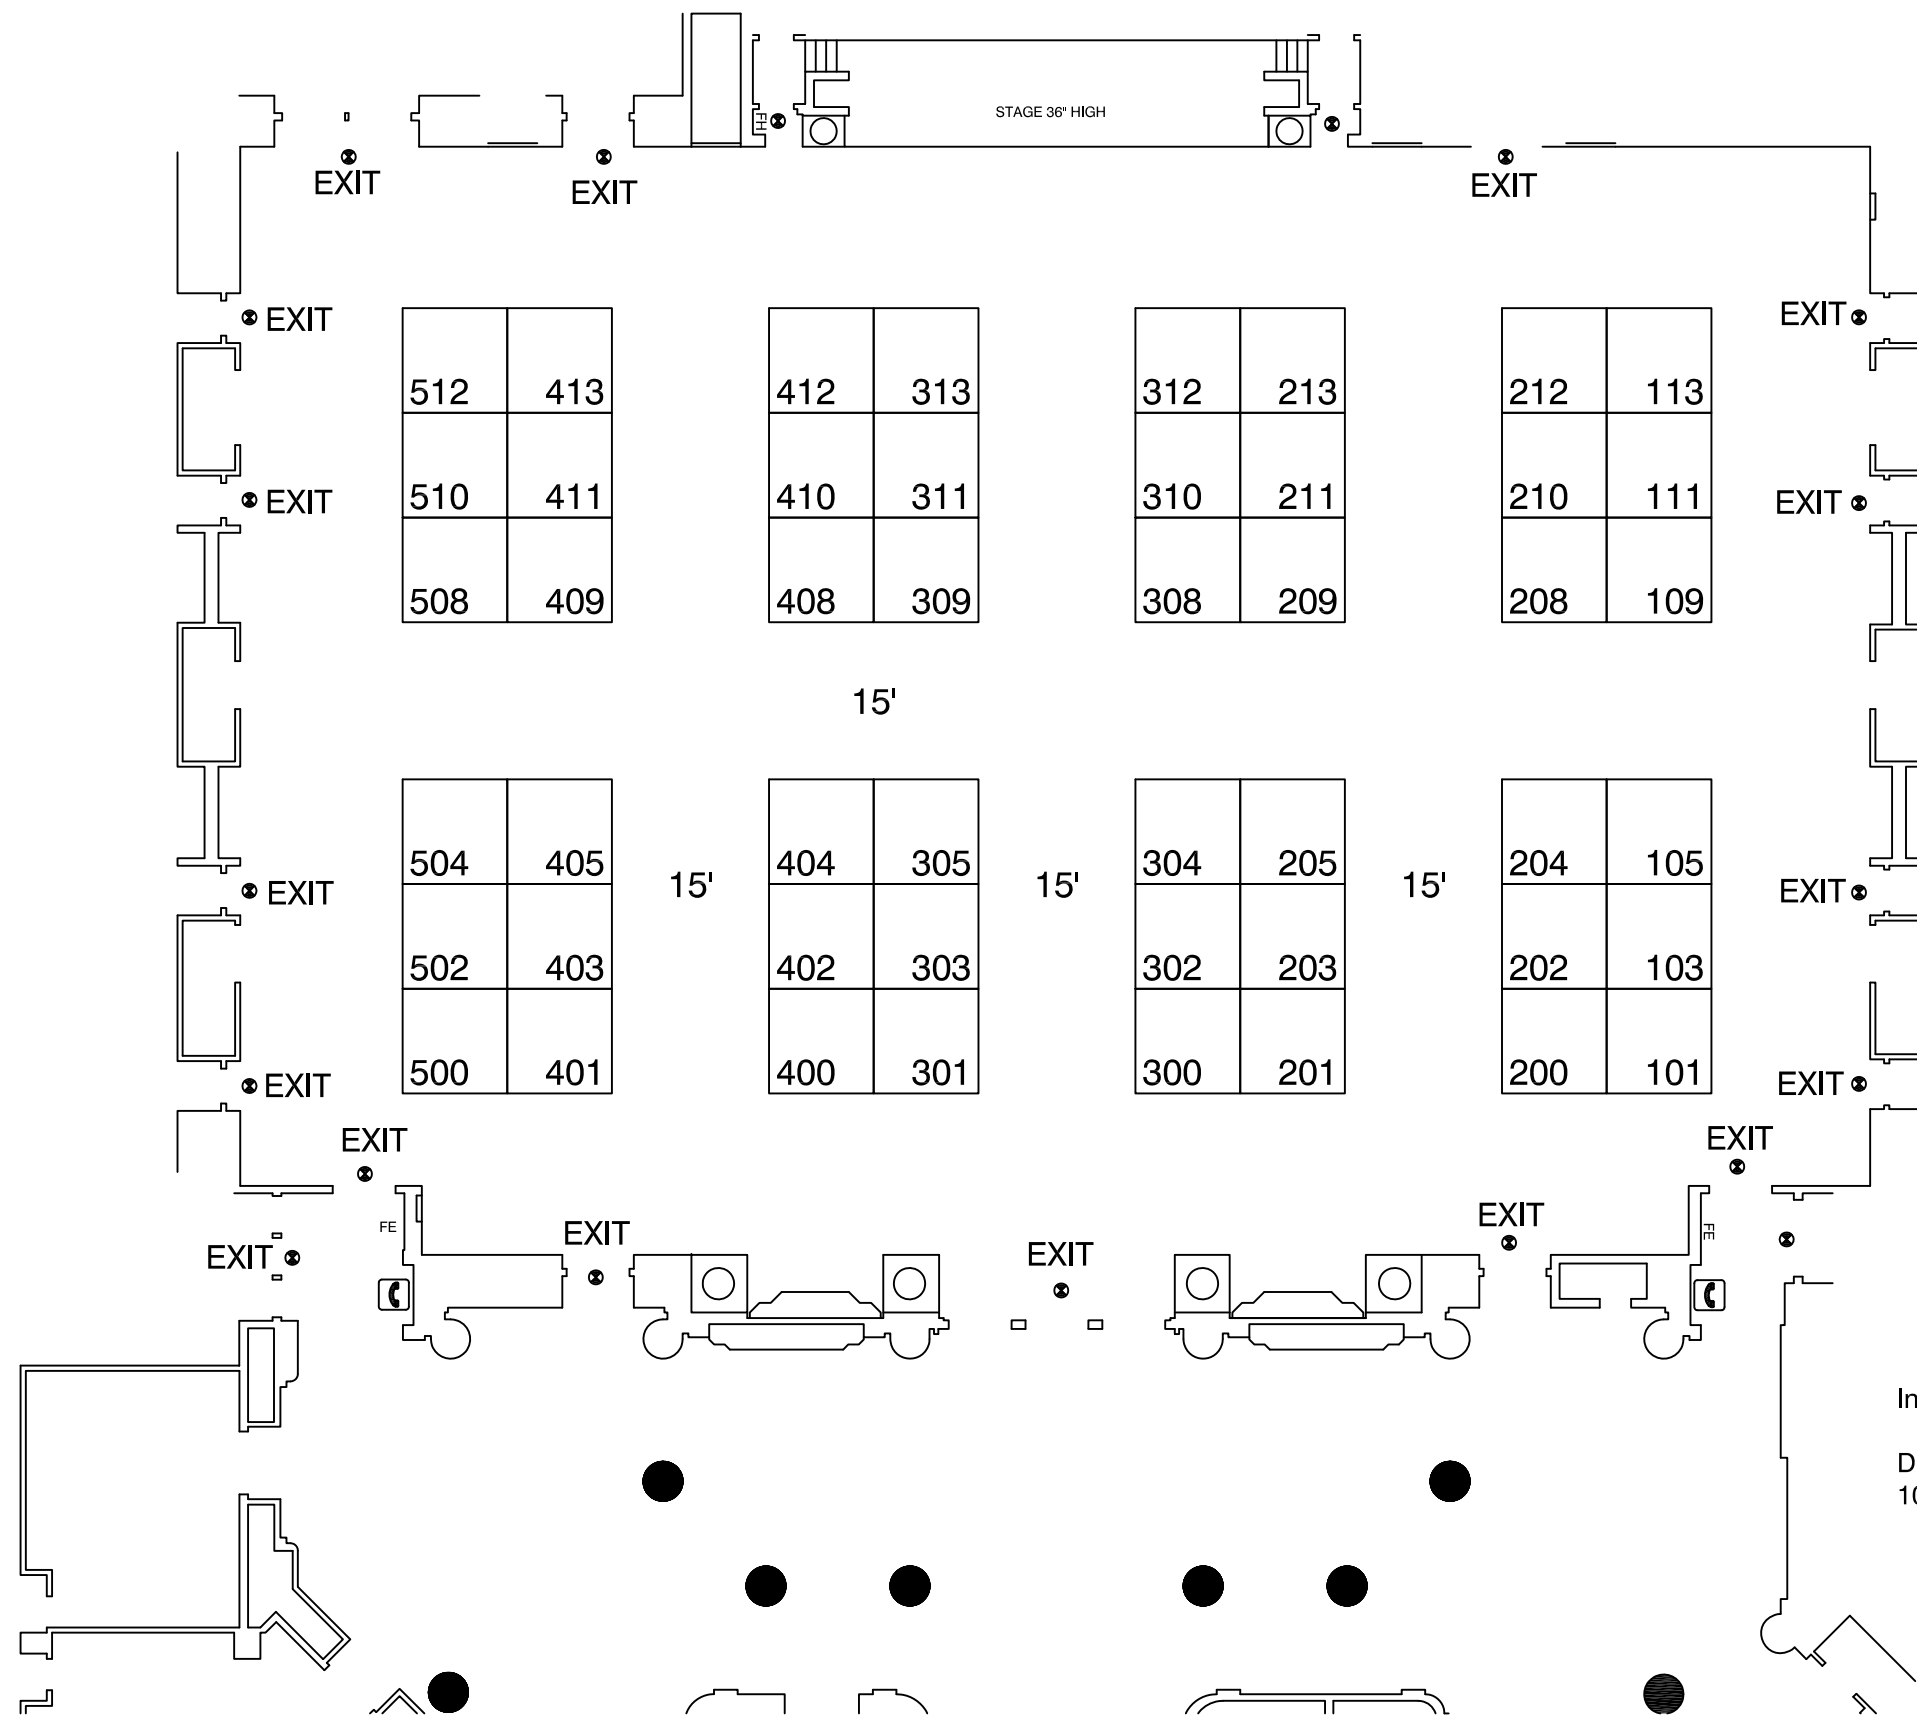 STAGE 36" HIGH
FH
EXIT
EXIT
EXIT
EXIT
EXIT
512 413 412 313 312 213 212 113
EXIT
EXIT
510 411 410 311 310 211 210 111
508 409 408 309 308 209 208 109
15'
504 405 404 305 304 205 204 105
15' 15' 15'
EXIT
EXIT
502 403 402 303 302 203 202 103
500 401 400 301 300 201 200 101
EXIT
EXIT
EXIT
EXIT
FE
FE
EXIT
EXIT
EXIT
EXIT
In
D
10